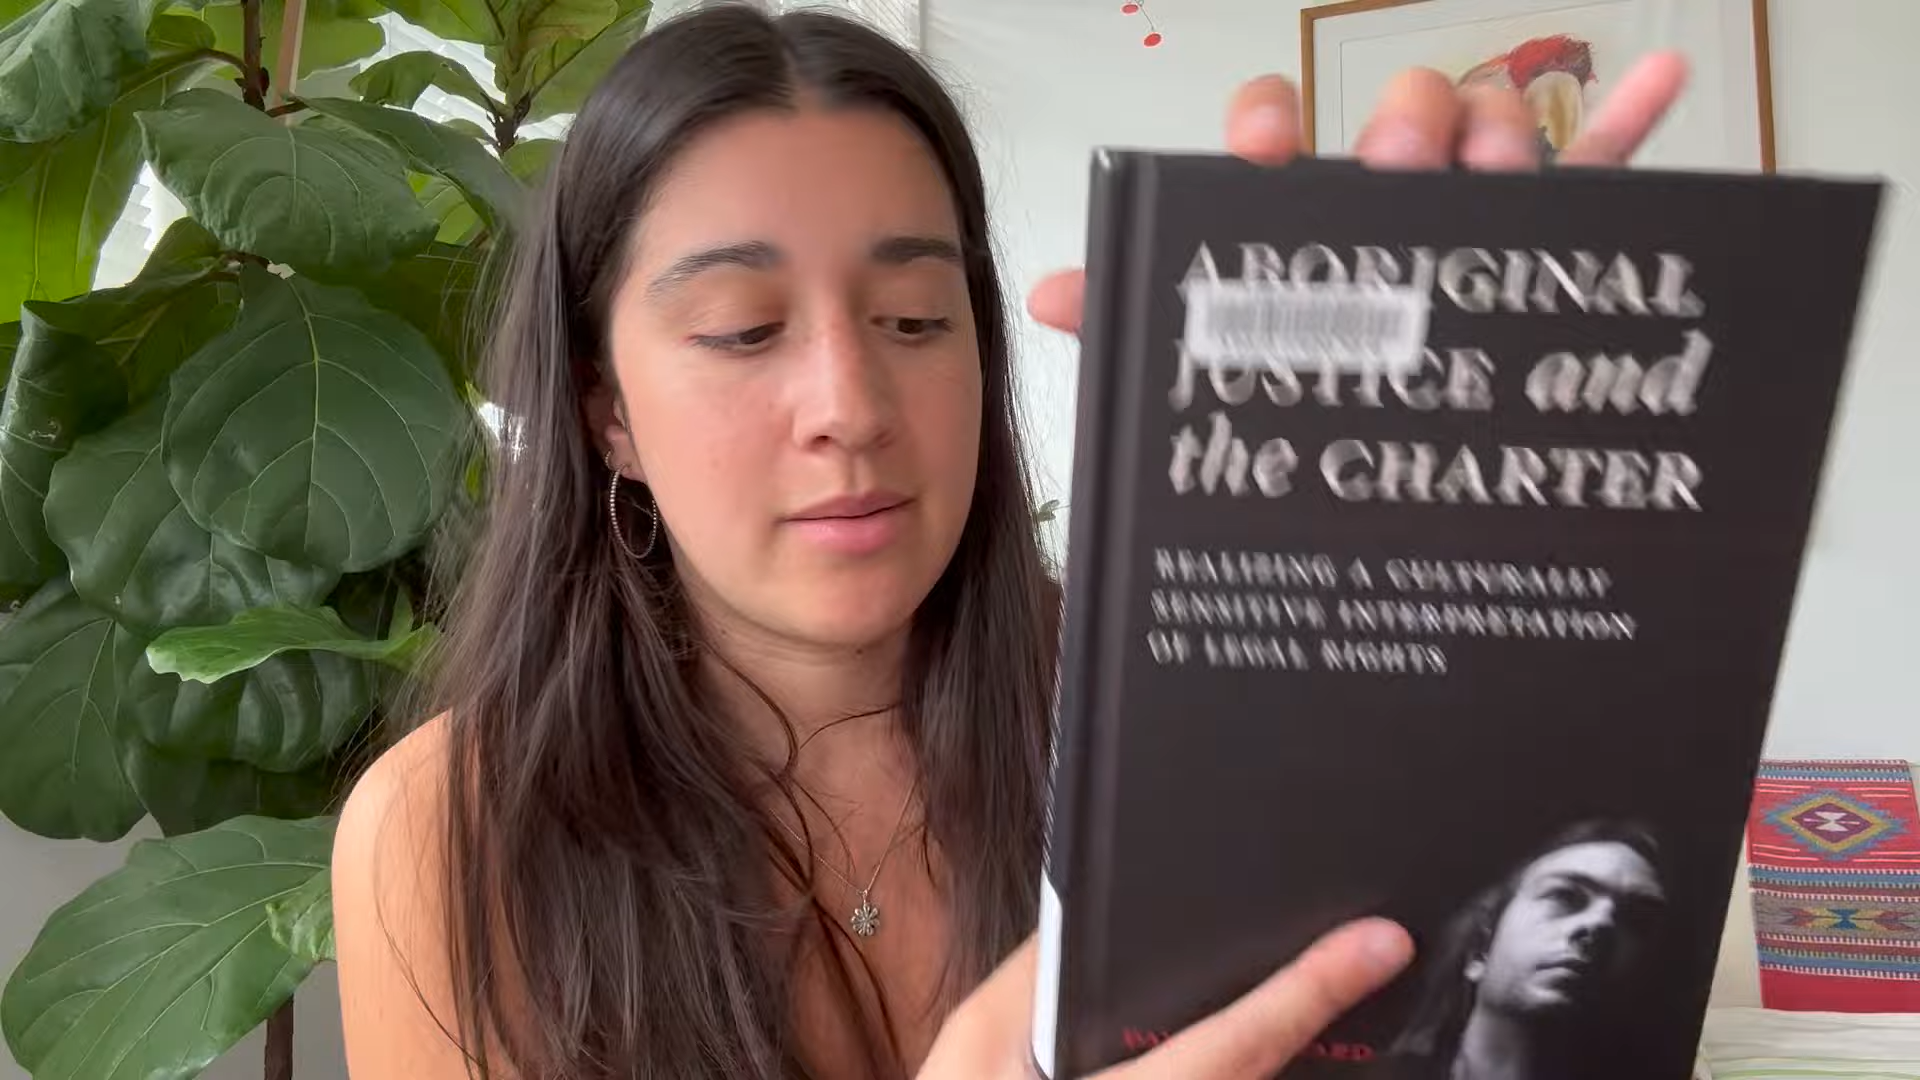 ABORIGINAL
JUSTICE and
the CHARTER
REALIZING A CULTURALLY
SENSITIVE INTERPRETATION
OF LEGAL RIGHTS